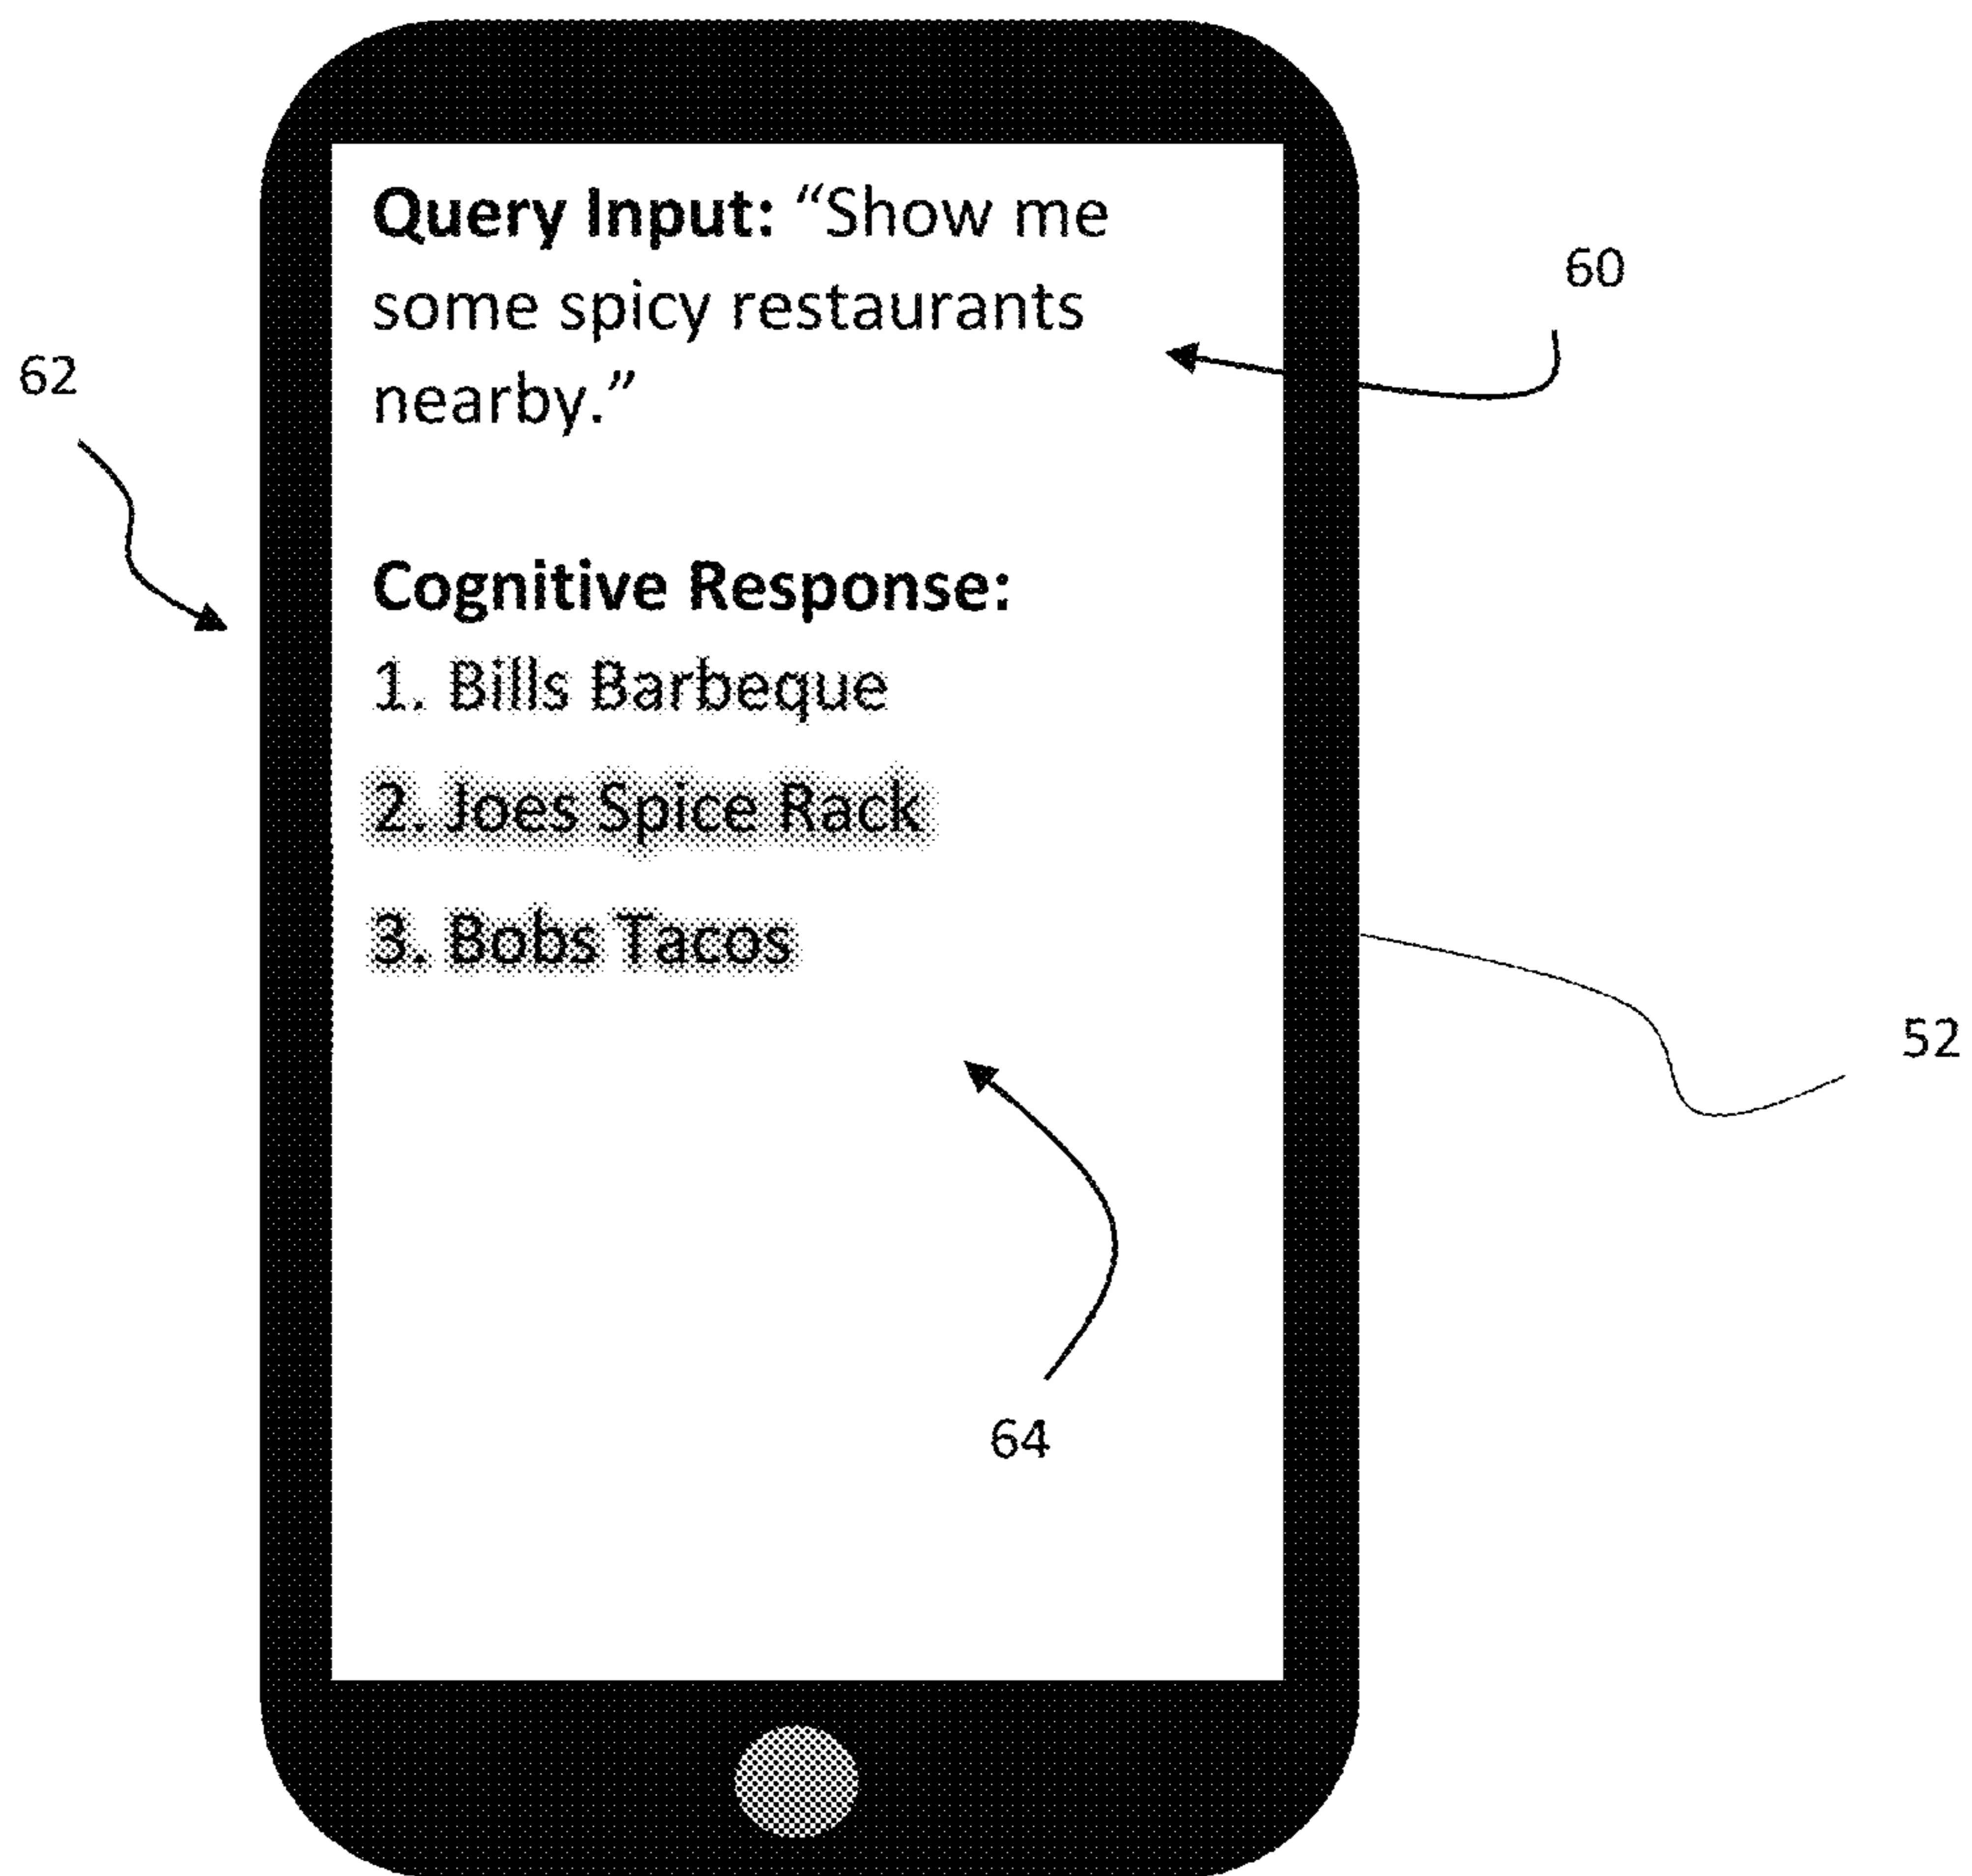 Query Input: “Show me
some spicy restaurants
nearby.”
60
62
Cognitive Response:
1. Bills Barbeque
2. Joes Spice Rack
3. Bobs Tacos
52
64